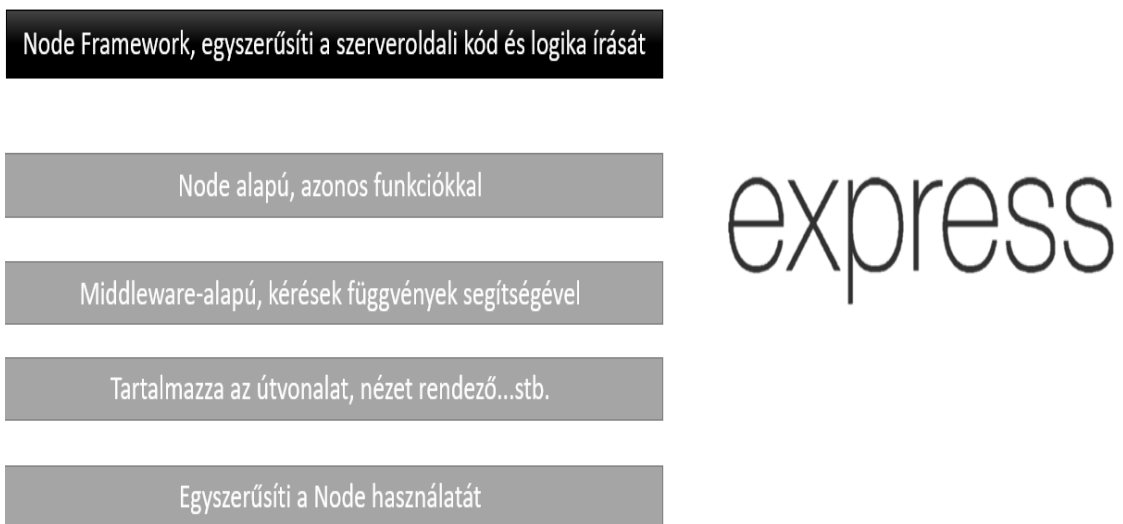 Node Framework, egyszerűsíti a szerveroldali kód és logika írását
Node alapú, azonos funkciókkal
Middleware-alapú, kérések függvények segítségével
Tartalmazza az útvonalat, nézet rendező...stb.
Egyszerűsíti a Node használatát
express